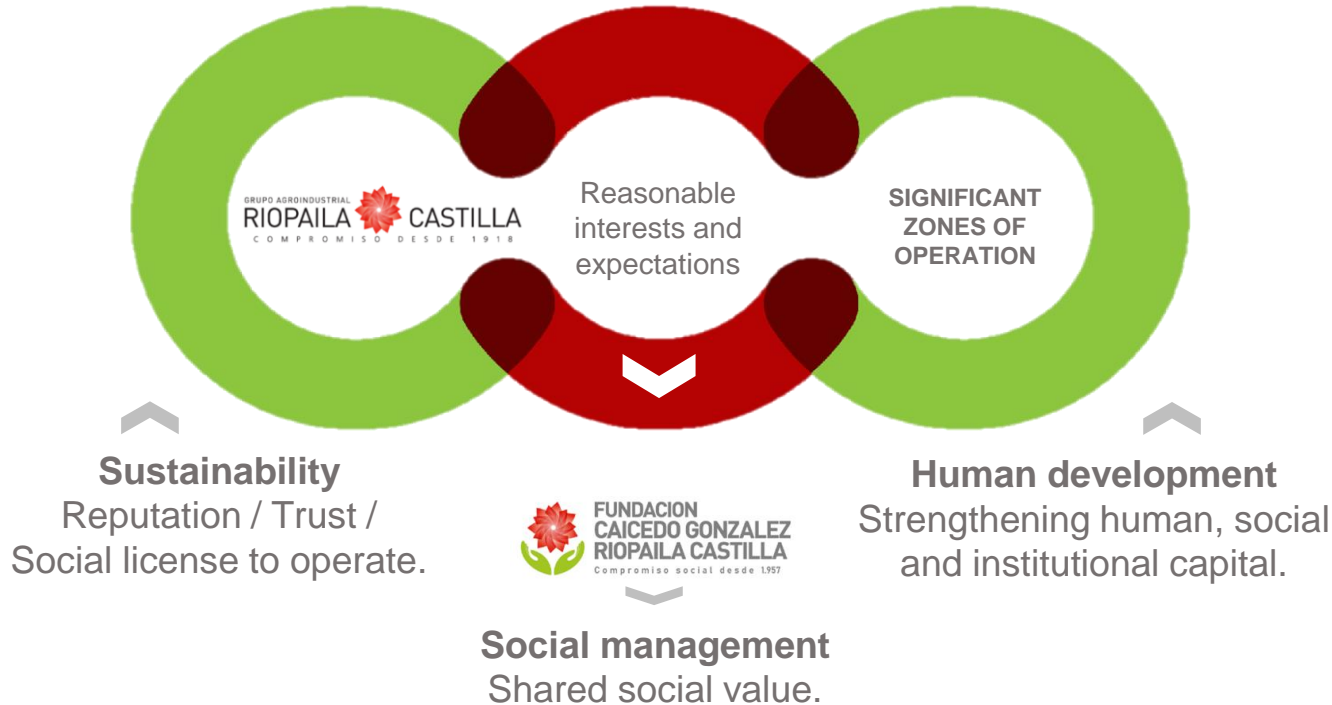 GRUPO AGROINDUSTRIAL
RIOPAILA CASTILLA
COMPROMISO DESDE 1918
Reasonable
interests and
expectations
SIGNIFICANT
ZONES OF
OPERATION
Sustainability
Reputation / Trust /
Social license to operate.
FUNDACION
CAICEDO GONZALEZ
RIOPAILA CASTILLA
Compromiso social desde 1.957
Social management
Shared social value.
Human development
Strengthening human, social
and institutional capital.